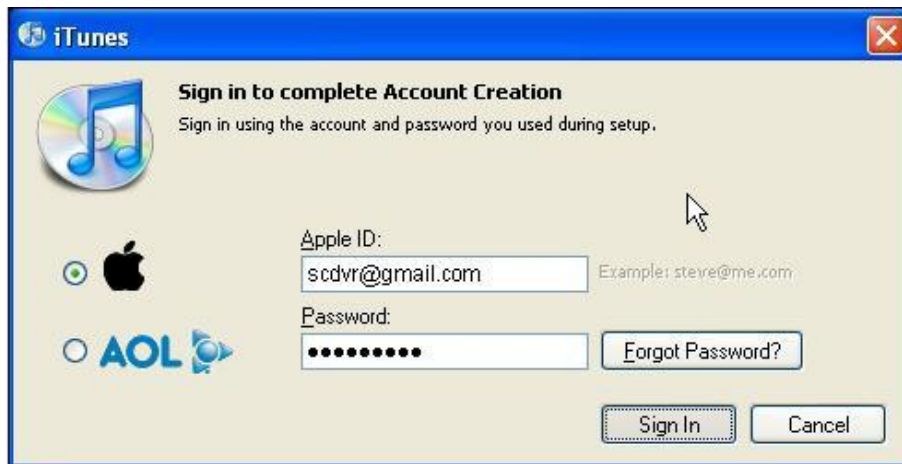 iTunes
Sign in to complete Account Creation
Sign in using the account and password you used during setup.
Apple ID:
scdvr@gmail.com
Example: steve@me.com
AOL
Password:
•••••••••
Forgot Password?
Sign In
Cancel